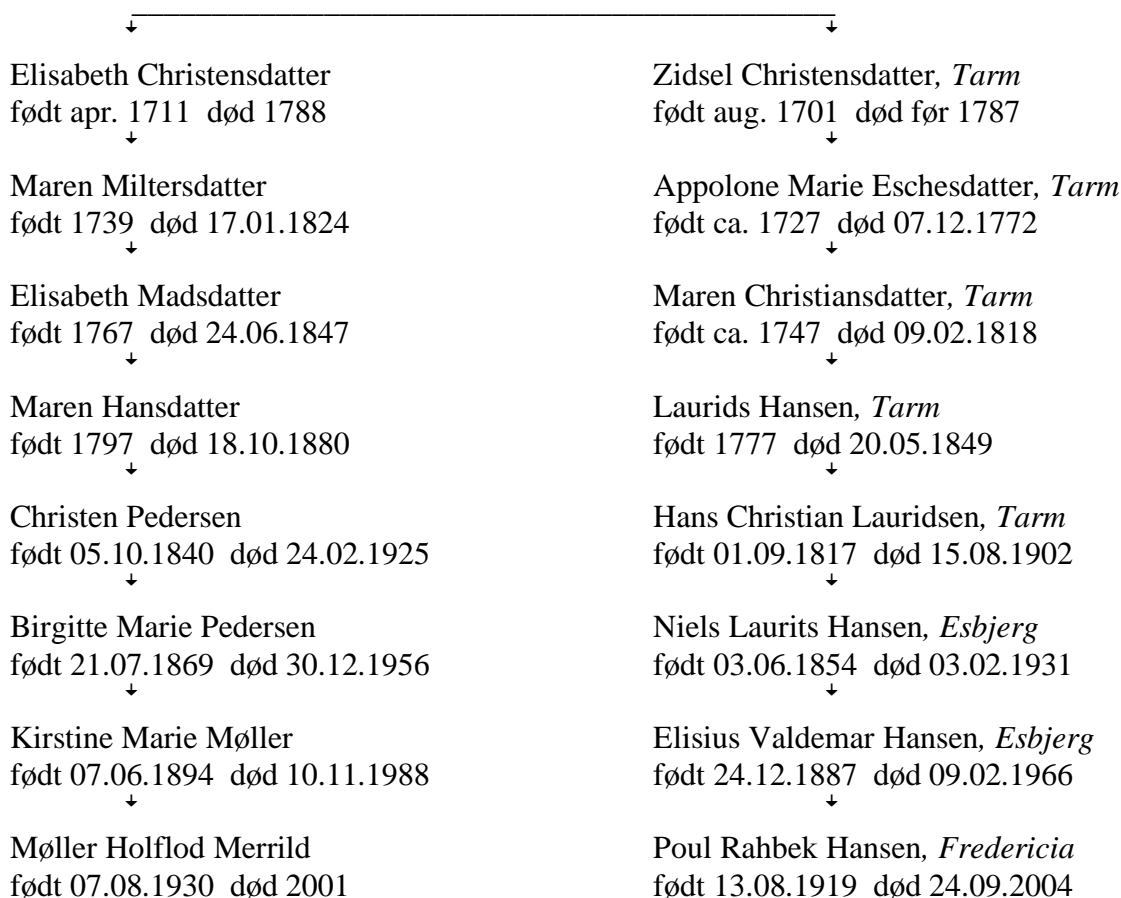 Elisabeth Christensdatter
født apr. 1711 død 1788
Maren Miltersdatter
født 1739 død 17.01.1824
Elisabeth Madsdatter
født 1767 død 24.06.1847
Maren Hansdatter
født 1797 død 18.10.1880
Christen Pedersen
født 05.10.1840 død 24.02.1925
Birgitte Marie Pedersen
født 21.07.1869 død 30.12.1956
Kirstine Marie Møller
født 07.06.1894 død 10.11.1988
Møller Holflod Merrild
født 07.08.1930 død 2001
Zidsel Christensdatter, Tarm
født aug. 1701 død før 1787
Appolone Marie Eschesdatter, Tarm
født ca. 1727 død 07.12.1772
Maren Christiansdatter, Tarm
født ca. 1747 død 09.02.1818
Laurids Hansen, Tarm
født 1777 død 20.05.1849
Hans Christian Lauridsen, Tarm
født 01.09.1817 død 15.08.1902
Niels Laurits Hansen, Esbjerg
født 03.06.1854 død 03.02.1931
Elisius Valdemar Hansen, Esbjerg
født 24.12.1887 død 09.02.1966
Poul Rahbek Hansen, Fredericia
født 13.08.1919 død 24.09.2004